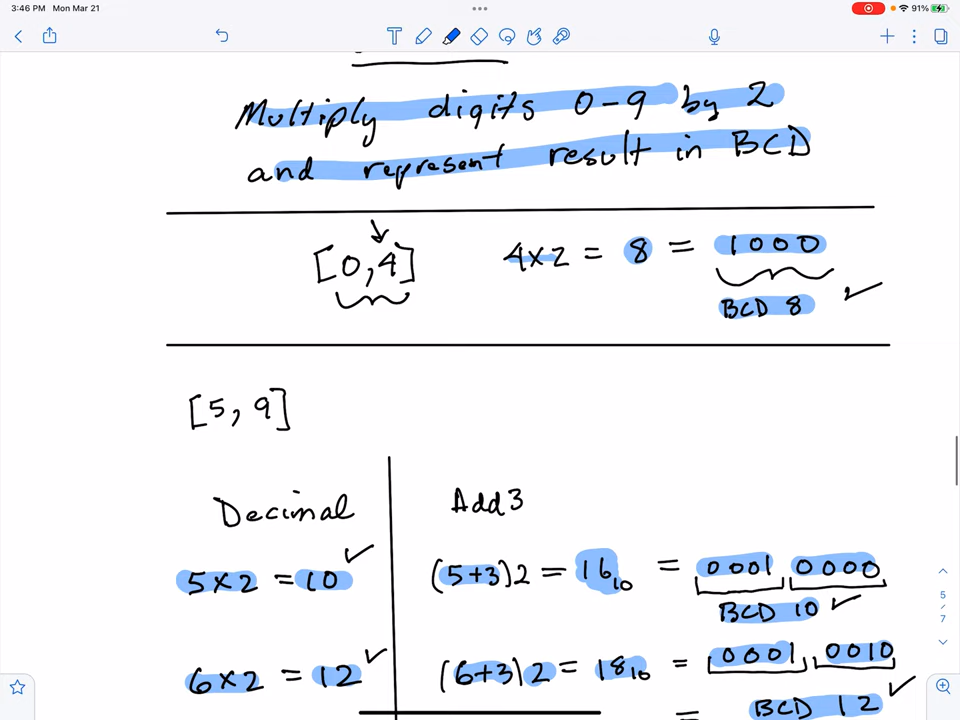 3:46 PM Mon Mar 21
91%
Multiply digits 0-9 by 2
and represent result in BCD
[0,4] 4x2 = 8 = 1000
BCD 8
[5, 9]
Decimal Add 3
5x2 = 10 (5+3)2 = 16₁₀ = 0001 0000
BCD 10
6x2 = 12 (6+3)2 = 18₁₀ = 0001 0010
= BCD 12
5
/
7